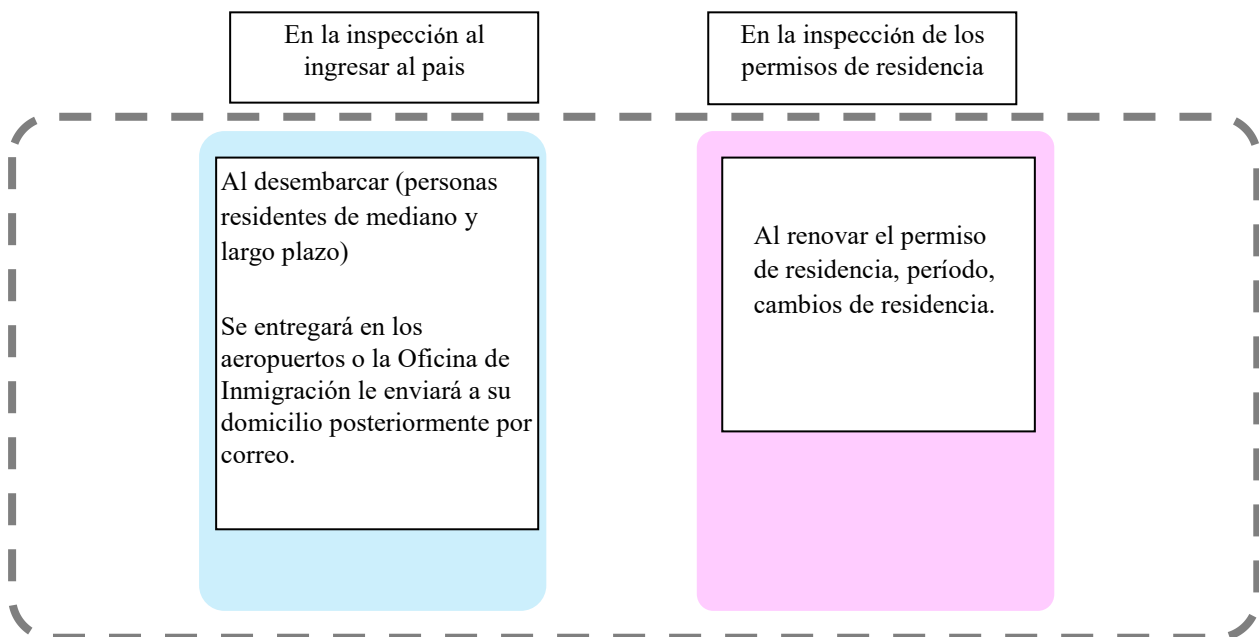 En la inspección al
ingresar al pais
En la inspección de los
permisos de residencia
Al desembarcar (personas
residentes de mediano y
largo plazo)
Se entregará en los
aeropuertos o la Oficina de
Inmigración le enviará a su
domicilio posteriormente por
correo.
Al renovar el permiso
de residencia, período,
cambios de residencia.